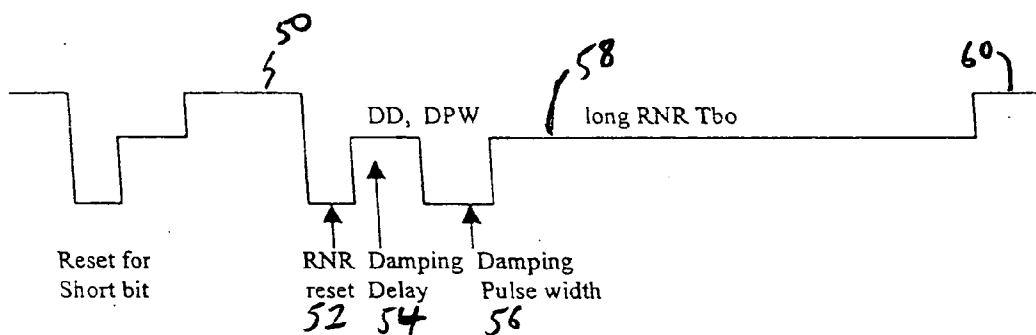 50
58
60
DD, DPW
long RNR Tbo
Reset for
Short bit
RNR
reset
52
Damping
Delay
54
Damping
Pulse width
56